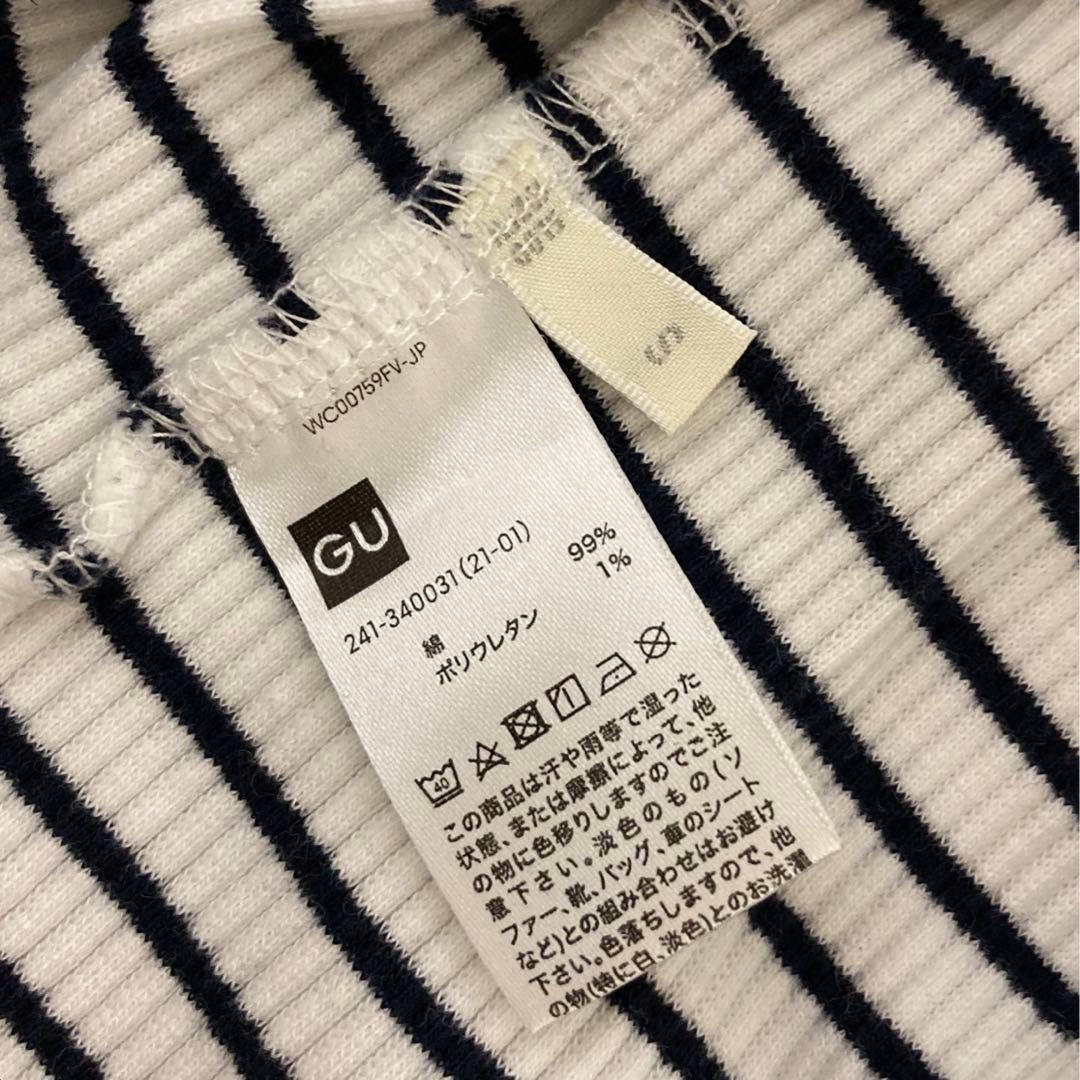 WC00759FV-JP
GU
241-340031(21-01)
綿 99%
ポリウレタン 1%
40
この商品は汗や雨等で湿った
状態、または摩擦によって、他
の物に色移りしますのでご注
意下さい。淡色のもの(ソ
ファー、靴、バッグ、車のシート
など)との組み合わせはお避け
下さい。色落ちしますので、他
の物(特に白、淡色)とのお洗濯
S